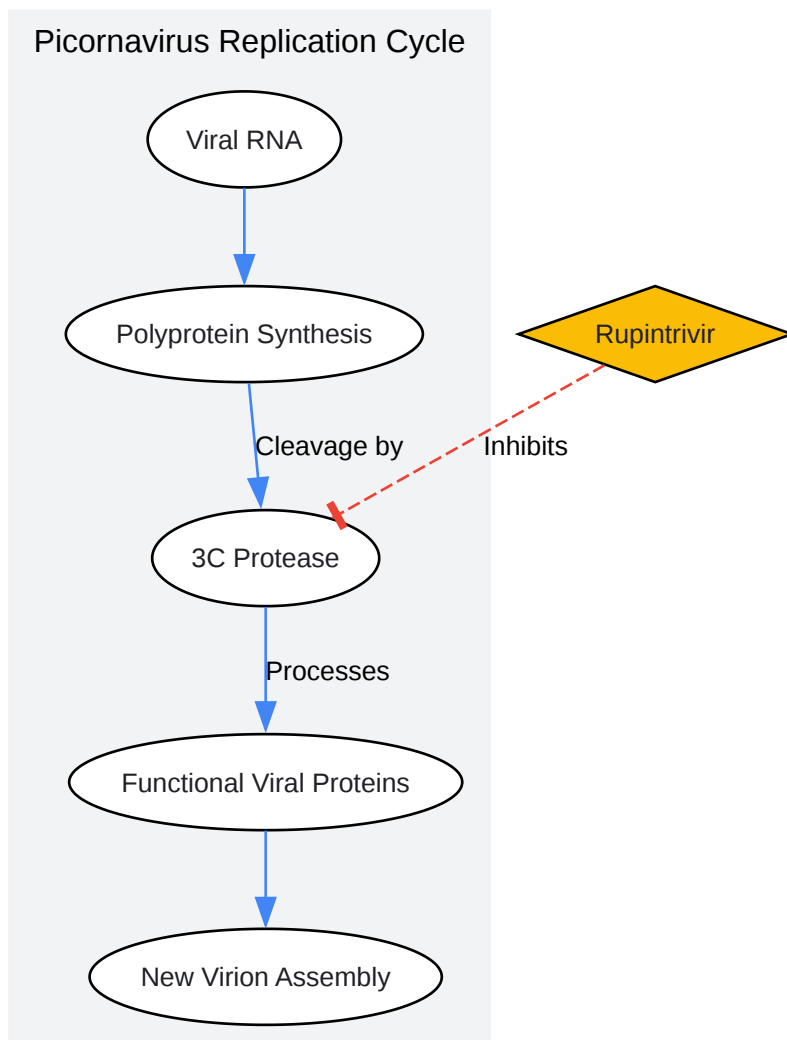 Picornavirus Replication Cycle
Viral RNA
Polyprotein Synthesis
Rupintrivir
Cleavage by
Inhibits
3C Protease
Processes
Functional Viral Proteins
New Virion Assembly